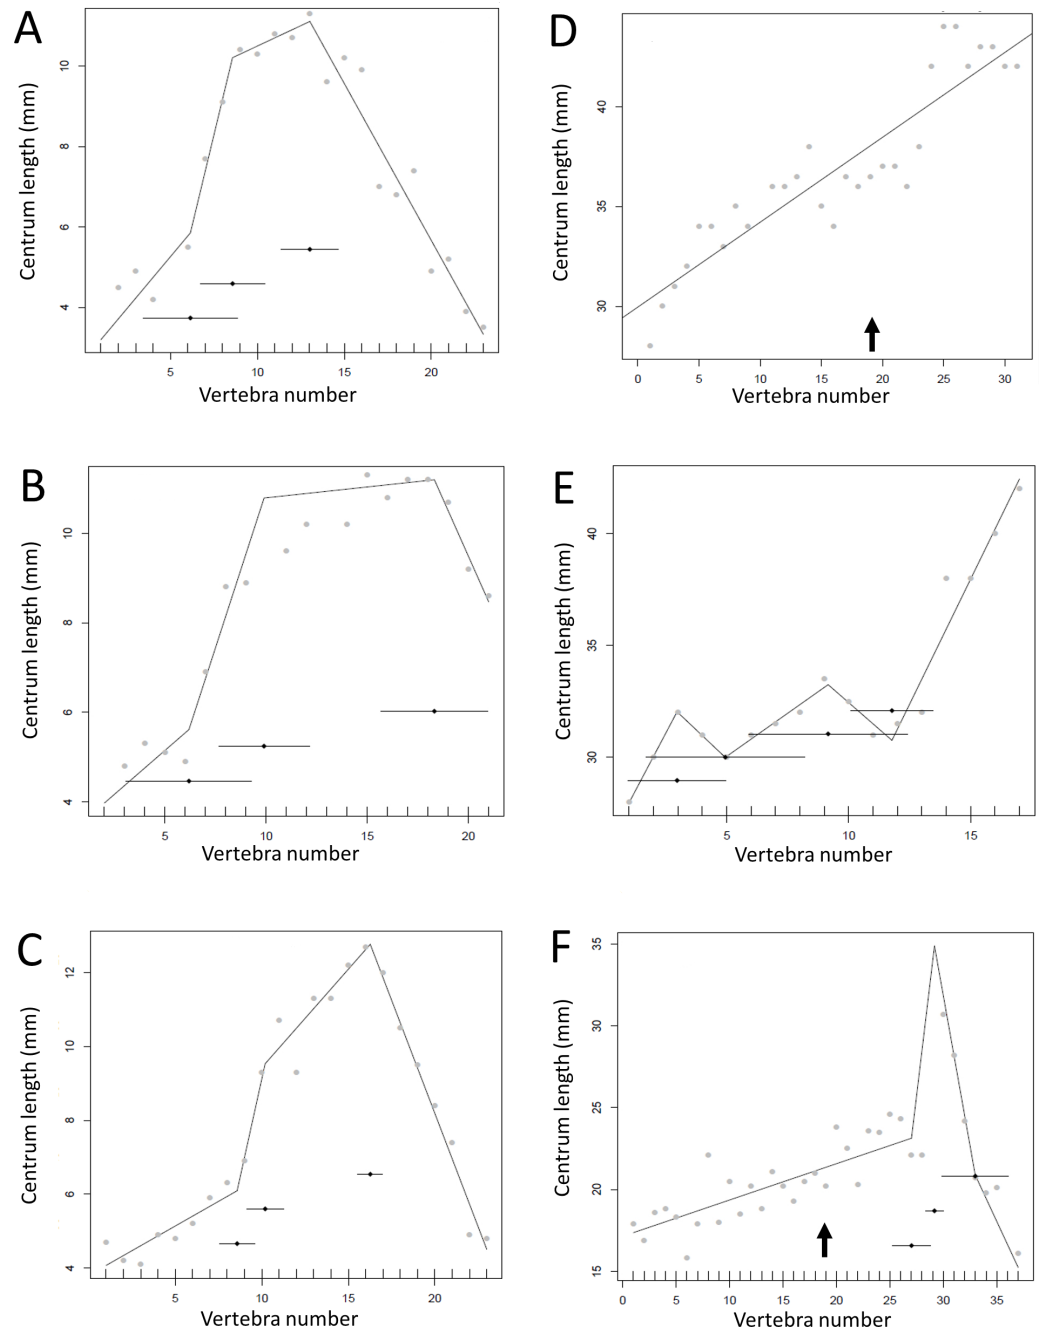 A
Centrum length (mm)
10
8
6
4
5 10 15 20
Vertebra number
D
Centrum length (mm)
40
35
30
0 5 10 15 20 25 30
Vertebra number
B
Centrum length (mm)
10
8
6
4
5 10 15 20
Vertebra number
E
Centrum length (mm)
40
35
30
5 10 15
Vertebra number
C
Centrum length (mm)
12
10
8
6
4
5 10 15 20
Vertebra number
F
Centrum length (mm)
35
30
25
20
15
0 5 10 15 20 25 30 35
Vertebra number